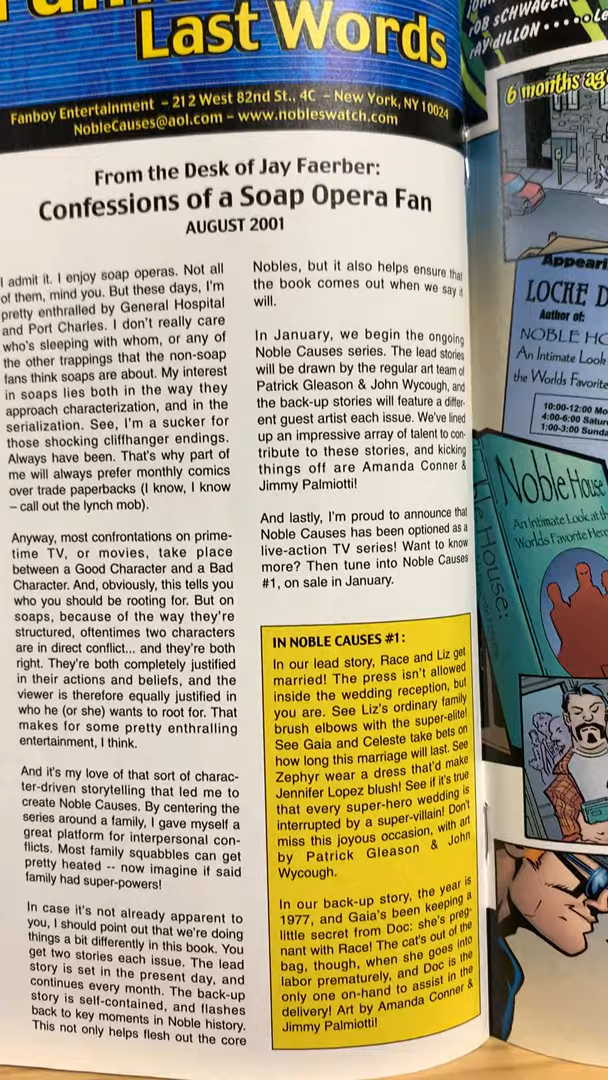 Last Words
Fanboy Entertainment - 212 West 82nd St., 4C - New York, NY 10024
NobleCauses@aol.com - www.nobleswatch.com
From the Desk of Jay Faerber:
Confessions of a Soap Opera Fan
AUGUST 2001
I admit it. I enjoy soap operas. Not all
of them, mind you. But these days, I'm
pretty enthralled by General Hospital
and Port Charles. I don't really care
who's sleeping with whom, or any of
the other trappings that the non-soap
fans think soaps are about. My interest
in soaps lies both in the way they
approach characterization, and in the
serialization. See, I'm a sucker for
those shocking cliffhanger endings.
Always have been. That's why part of
me will always prefer monthly comics
over trade paperbacks (I know, I know
– call out the lynch mob).
Anyway, most confrontations on prime-
time TV, or movies, take place
between a Good Character and a Bad
Character. And, obviously, this tells you
who you should be rooting for. But on
soaps, because of the way they're
structured, oftentimes two characters
are in direct conflict... and they're both
right. They're both completely justified
in their actions and beliefs, and the
viewer is therefore equally justified in
who he (or she) wants to root for. That
makes for some pretty enthralling
entertainment, I think.
And it's my love of that sort of charac-
ter-driven storytelling that led me to
create Noble Causes. By centering the
series around a family, I gave myself a
great platform for interpersonal con-
flicts. Most family squabbles can get
pretty heated -- now imagine if said
family had super-powers!
In case it's not already apparent to
you, I should point out that we're doing
things a bit differently in this book. You
get two stories each issue. The lead
story is set in the present day, and
continues every month. The back-up
story is self-contained, and flashes
back to key moments in Noble history.
This not only helps flesh out the core
Nobles, but it also helps ensure that
the book comes out when we say it
will.
In January, we begin the ongoing
Noble Causes series. The lead stories
will be drawn by the regular art team of
Patrick Gleason & John Wycough, and
the back-up stories will feature a differ-
ent guest artist each issue. We've lined
up an impressive array of talent to con-
tribute to these stories, and kicking
things off are Amanda Conner &
Jimmy Palmiotti!
And lastly, I'm proud to announce that
Noble Causes has been optioned as a
live-action TV series! Want to know
more? Then tune into Noble Causes
#1, on sale in January.
IN NOBLE CAUSES #1:
In our lead story, Race and Liz get
married! The press isn't allowed
inside the wedding reception, but
you are. See Liz's ordinary family
brush elbows with the super-elite!
See Gaia and Celeste take bets on
how long this marriage will last. See
Zephyr wear a dress that'd make
Jennifer Lopez blush! See if it's true
that every super-hero wedding is
interrupted by a super-villain! Don't
miss this joyous occasion, with art
by Patrick Gleason & John
Wycough.
In our back-up story, the year is
1977, and Gaia's been keeping a
little secret from Doc: she's preg-
nant with Race! The cat's out of the
bag, though, when she goes into
labor prematurely, and Doc is the
only one on-hand to assist in the
delivery! Art by Amanda Conner &
Jimmy Palmiotti!
ROB SCHWAGER
RAY DILLON
6 months ag
Appeari
LOCKE D
Author of:
NOBLE HO
An Intimate Look
the Worlds Favorite
10:00-12:00 Mo
4:00-6:00 Satur
1:00-3:00 Sunda
Noble House
An Intimate Look at th
Worlds Favorite Hero
House: